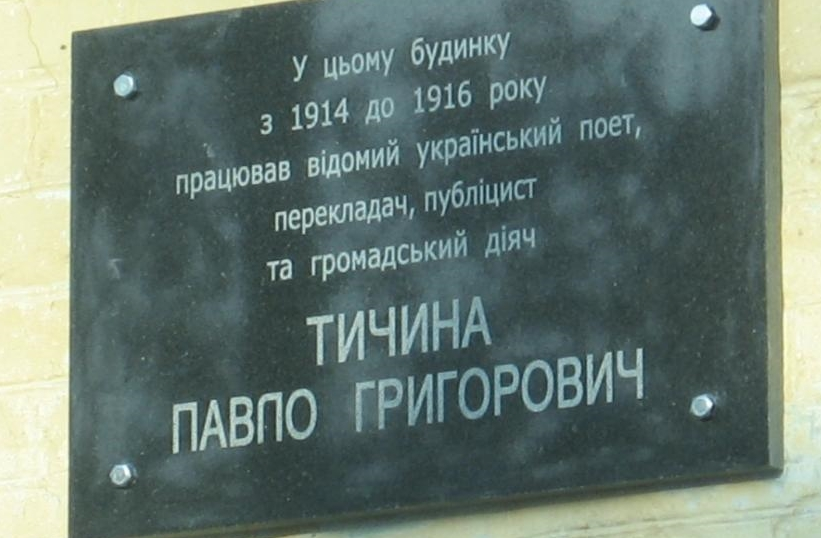 У цьому будинку
з 1914 до 1916 року
працював відомий український поет,
перекладач, публіцист
та громадський діяч
ТИЧИНА
ПАВЛО ГРИГОРОВИЧ